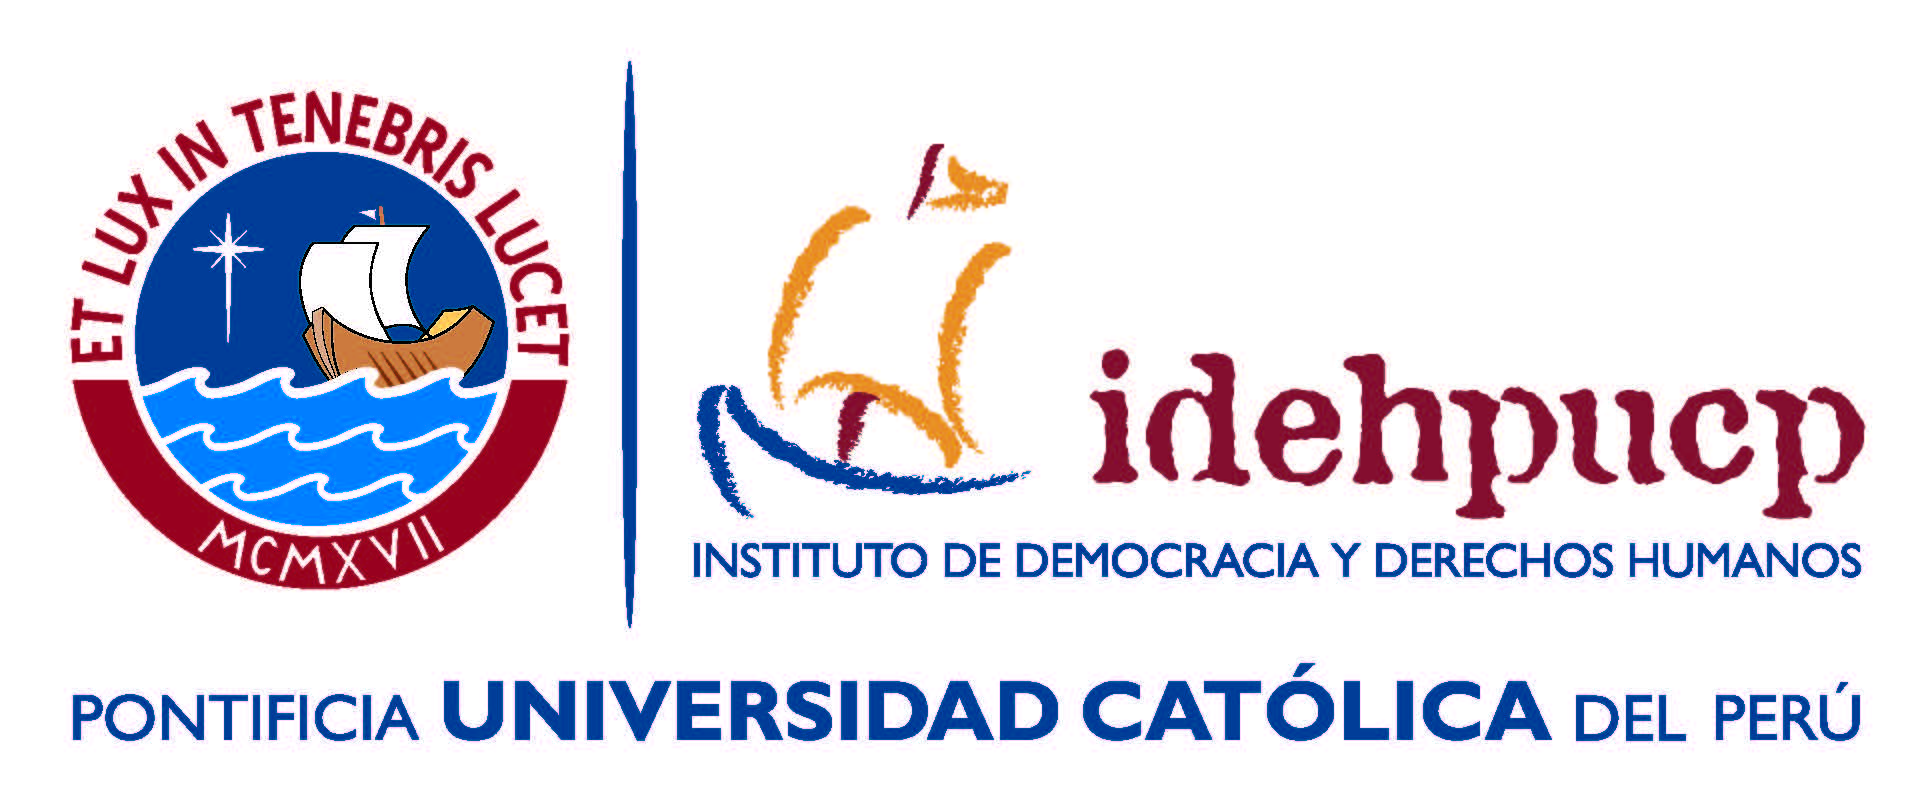 ET LUX IN TENEBRIS LUCET
MCMXVII
idehpucp
INSTITUTO DE DEMOCRACIA Y DERECHOS HUMANOS
PONTIFICIA UNIVERSIDAD CATÓLICA DEL PERÚ